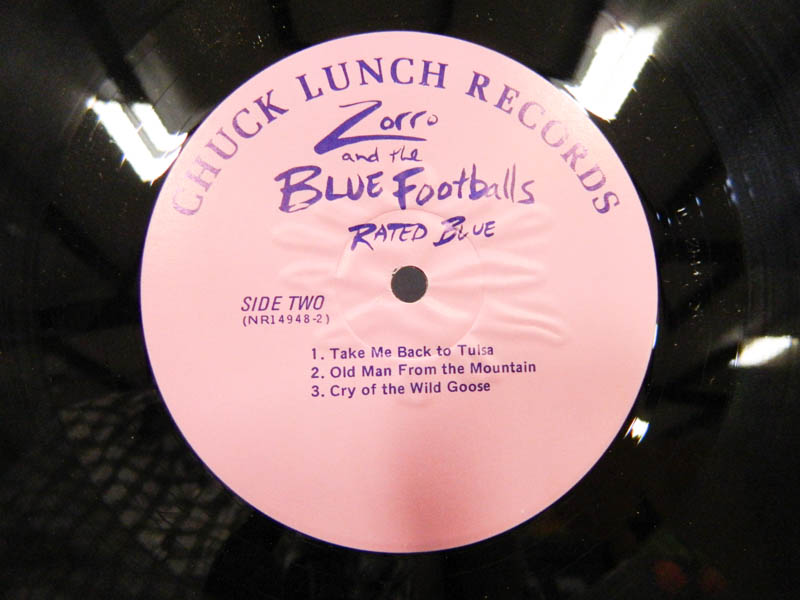 CHUCK LUNCH RECORDS
Zorro
and the
BLUE Footballs
RATED BLUE
SIDE TWO
(NR14948-2)
1. Take Me Back to Tulsa
2. Old Man From the Mountain
3. Cry of the Wild Goose